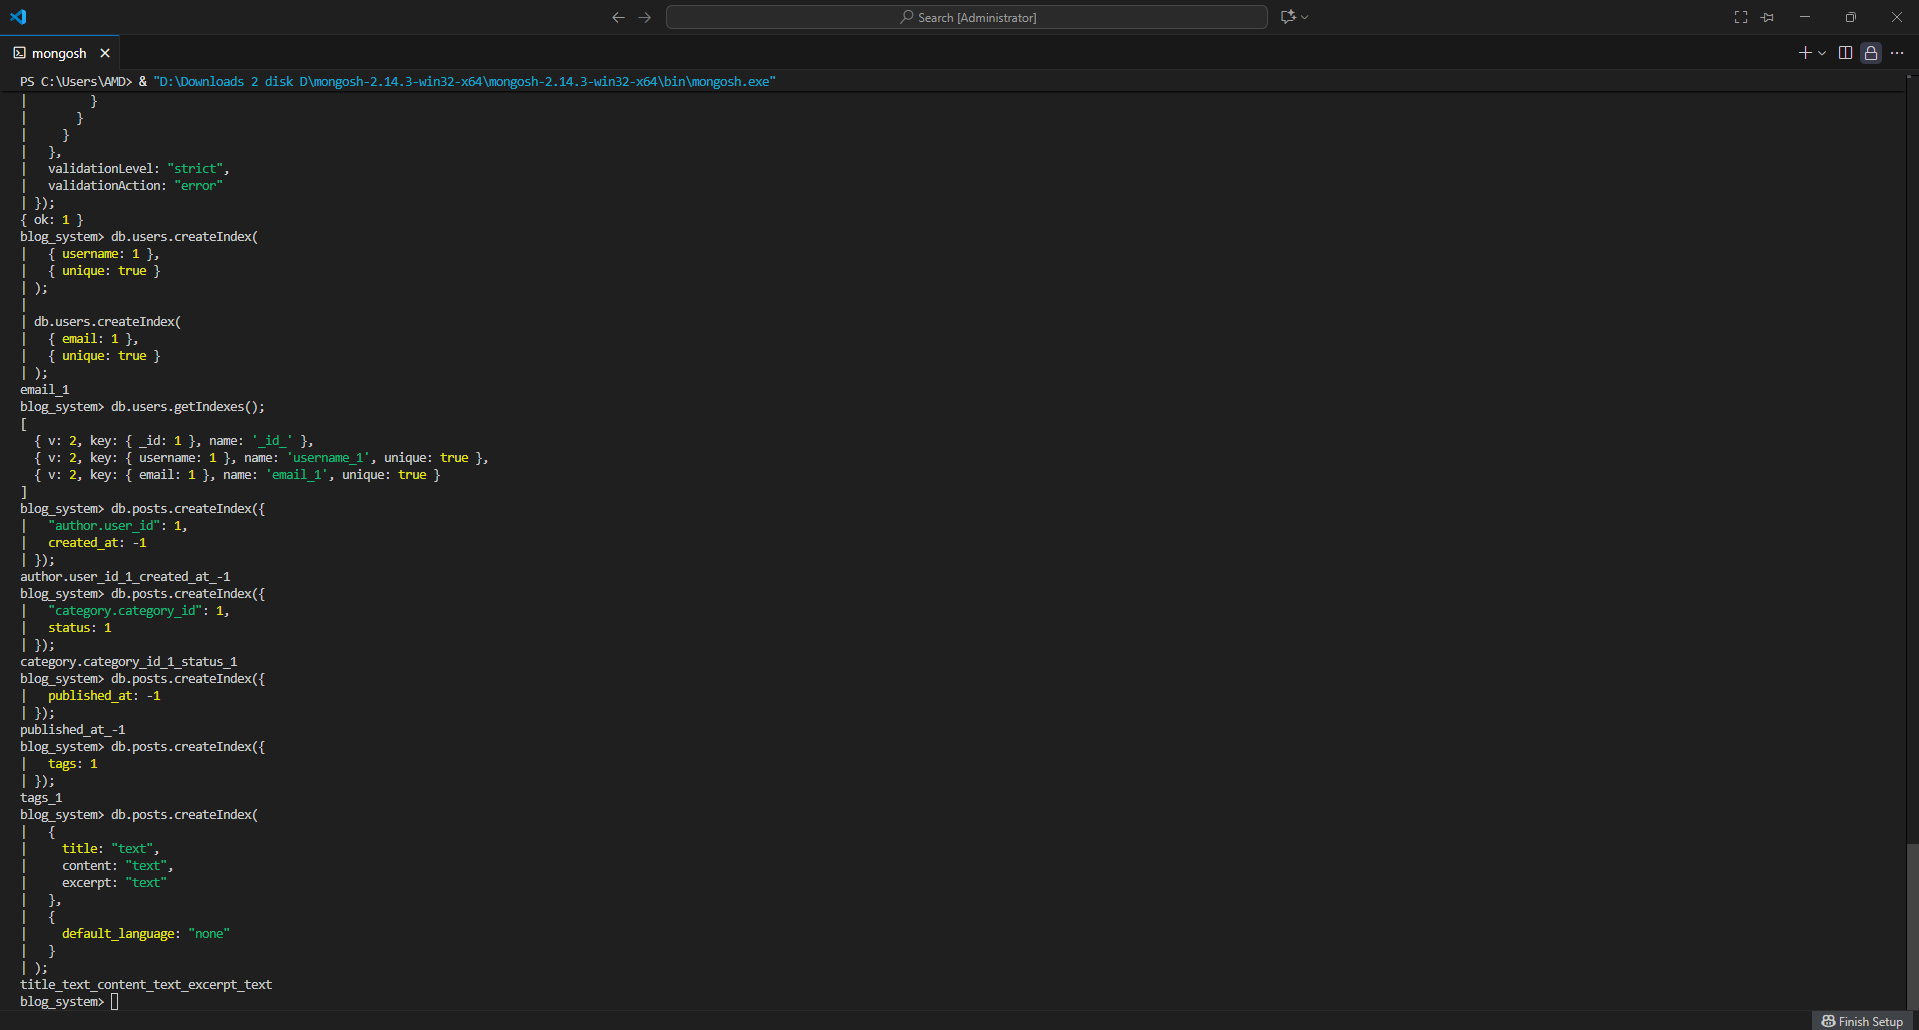 Search [Administrator]
mongosh
PS C:\Users\AMD> & "D:\Downloads 2 disk D\mongosh-2.14.3-win32-x64\mongosh-2.14.3-win32-x64\bin\mongosh.exe"
|         }
|       }
|     }
|   },
|   validationLevel: "strict",
|   validationAction: "error"
| });
{ ok: 1 }
blog_system> db.users.createIndex(
|   { username: 1 },
|   { unique: true }
| );
|
| db.users.createIndex(
|   { email: 1 },
|   { unique: true }
| );
email_1
blog_system> db.users.getIndexes();
[
  { v: 2, key: { _id: 1 }, name: '_id_' },
  { v: 2, key: { username: 1 }, name: 'username_1', unique: true },
  { v: 2, key: { email: 1 }, name: 'email_1', unique: true }
]
blog_system> db.posts.createIndex({
|   "author.user_id": 1,
|   created_at: -1
| });
author.user_id_1_created_at_-1
blog_system> db.posts.createIndex({
|   "category.category_id": 1,
|   status: 1
| });
category.category_id_1_status_1
blog_system> db.posts.createIndex({
|   published_at: -1
| });
published_at_-1
blog_system> db.posts.createIndex({
|   tags: 1
| });
tags_1
blog_system> db.posts.createIndex(
|   {
|     title: "text",
|     content: "text",
|     excerpt: "text"
|   },
|   {
|     default_language: "none"
|   }
| );
title_text_content_text_excerpt_text
blog_system>
Finish Setup